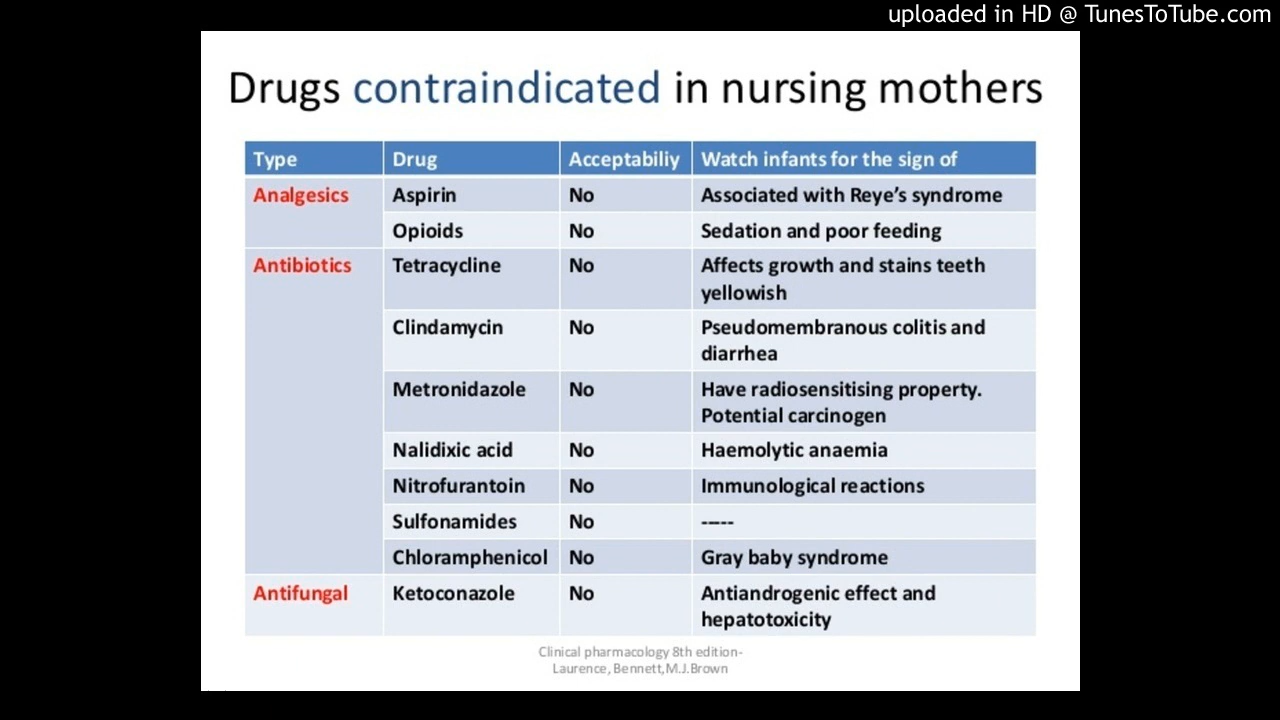 uploaded in HD @ TunesToTube.com
Drugs contraindicated in nursing mothers
Type Drug Acceptabiliy Watch infants for the sign of
Analgesics Aspirin No Associated with Reye's syndrome
Opioids No Sedation and poor feeding
Antibiotics Tetracycline No Affects growth and stains teeth
yellowish
Clindamycin No Pseudomembranous colitis and
diarrhea
Metronidazole No Have radiosensitising property.
Potential carcinogen
Nalidixic acid No Haemolytic anaemia
Nitrofurantoin No Immunological reactions
Sulfonamides No -----
Chloramphenicol No Gray baby syndrome
Antifungal Ketoconazole No Antiandrogenic effect and
hepatotoxicity
Clinical pharmacology 8th edition-
Laurence, Bennett,M.J.Brown